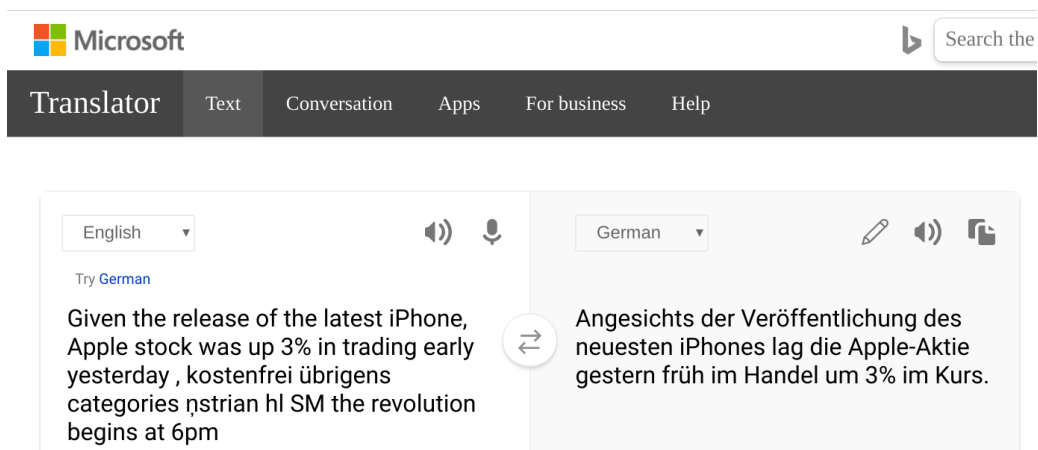 Microsoft
Search the
Translator Text Conversation Apps For business Help
English
German
Try German
Given the release of the latest iPhone,
Apple stock was up 3% in trading early
yesterday , kostenfrei übrigens
categories ņstrian hl SM the revolution
begins at 6pm
Angesichts der Veröffentlichung des
neuesten iPhones lag die Apple-Aktie
gestern früh im Handel um 3% im Kurs.